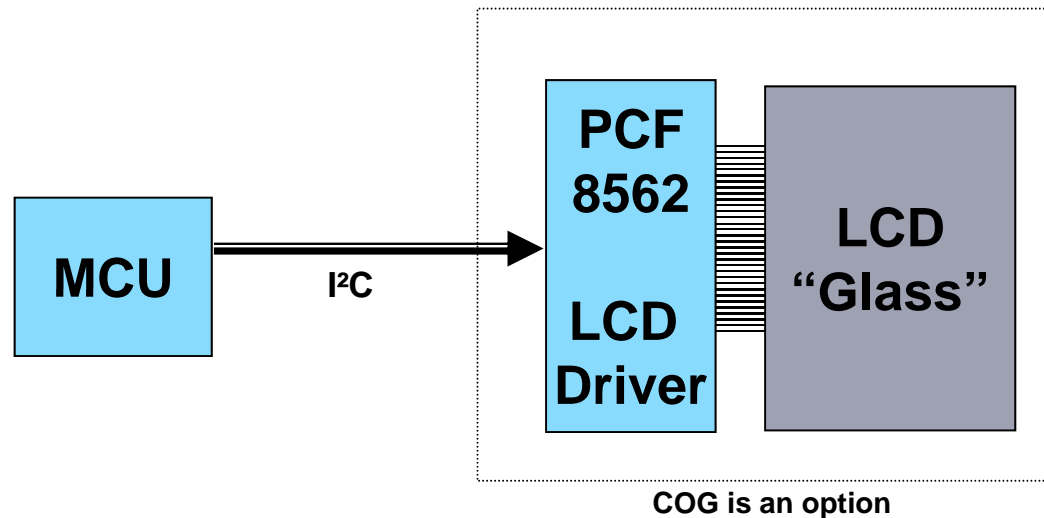 MCU
I²C
PCF
8562
LCD
Driver
LCD
“Glass”
COG is an option